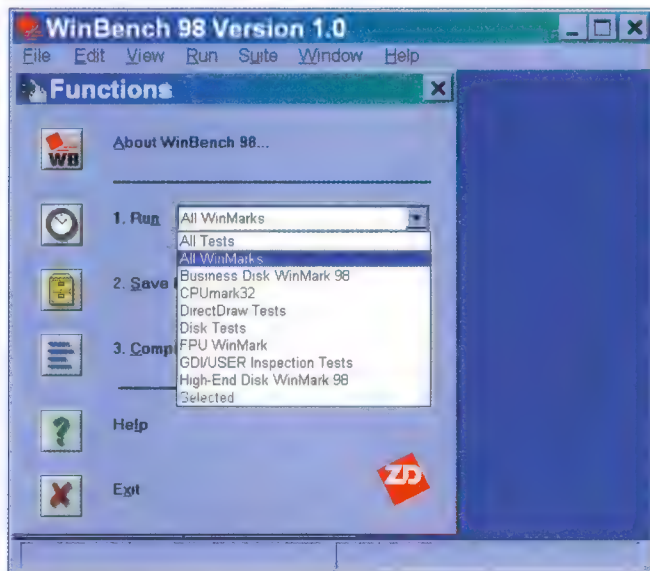 WinBench 98 Version 1.0
File Edit View Run Suite Window Help
Functions
WB
About WinBench 98...
1. Run All WinMarks
All Tests
All WinMarks
Business Disk WinMark 98
2. Save
CPUmark32
DirectDraw Tests
Disk Tests
3. Comp
FPU WinMark
GDI/USER Inspection Tests
High-End Disk WinMark 98
Selected
Help
ZD
Exit